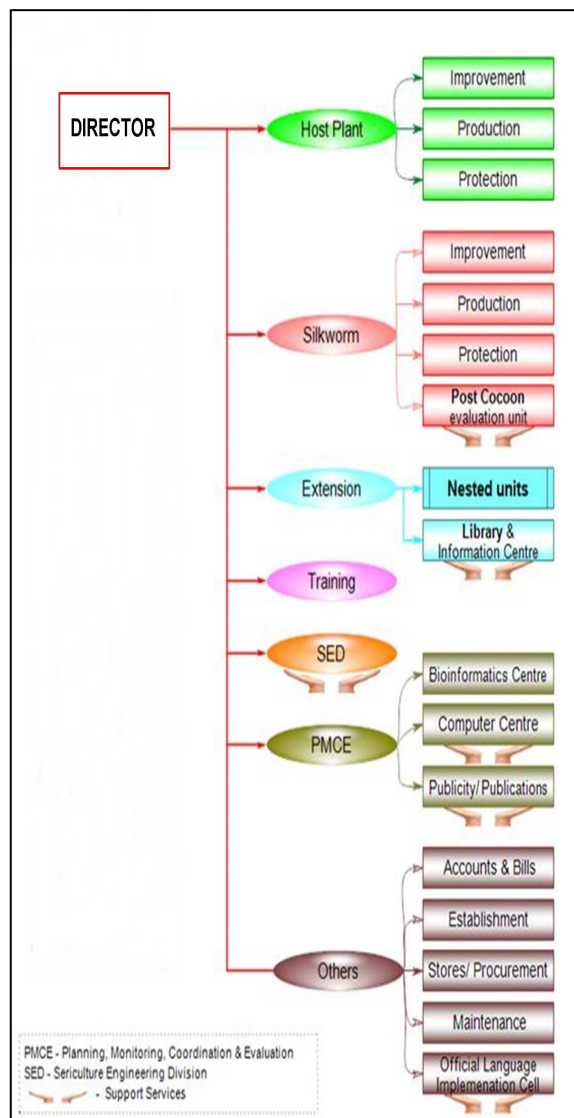 DIRECTOR
Host Plant
Improvement
Production
Protection
Silkworm
Improvement
Production
Protection
Post Cocoon
evaluation unit
Extension
Nested units
Library &
Information Centre
Training
SED
PMCE
Bioinformatics Centre
Computer Centre
Publicity/ Publications
Others
Accounts & Bills
Establishment
Stores/ Procurement
Maintenance
Official Language
Implemenation Cell
PMCE - Planning, Monitoring, Coordination & Evaluation
SED - Sericulture Engineering Division
- Support Services